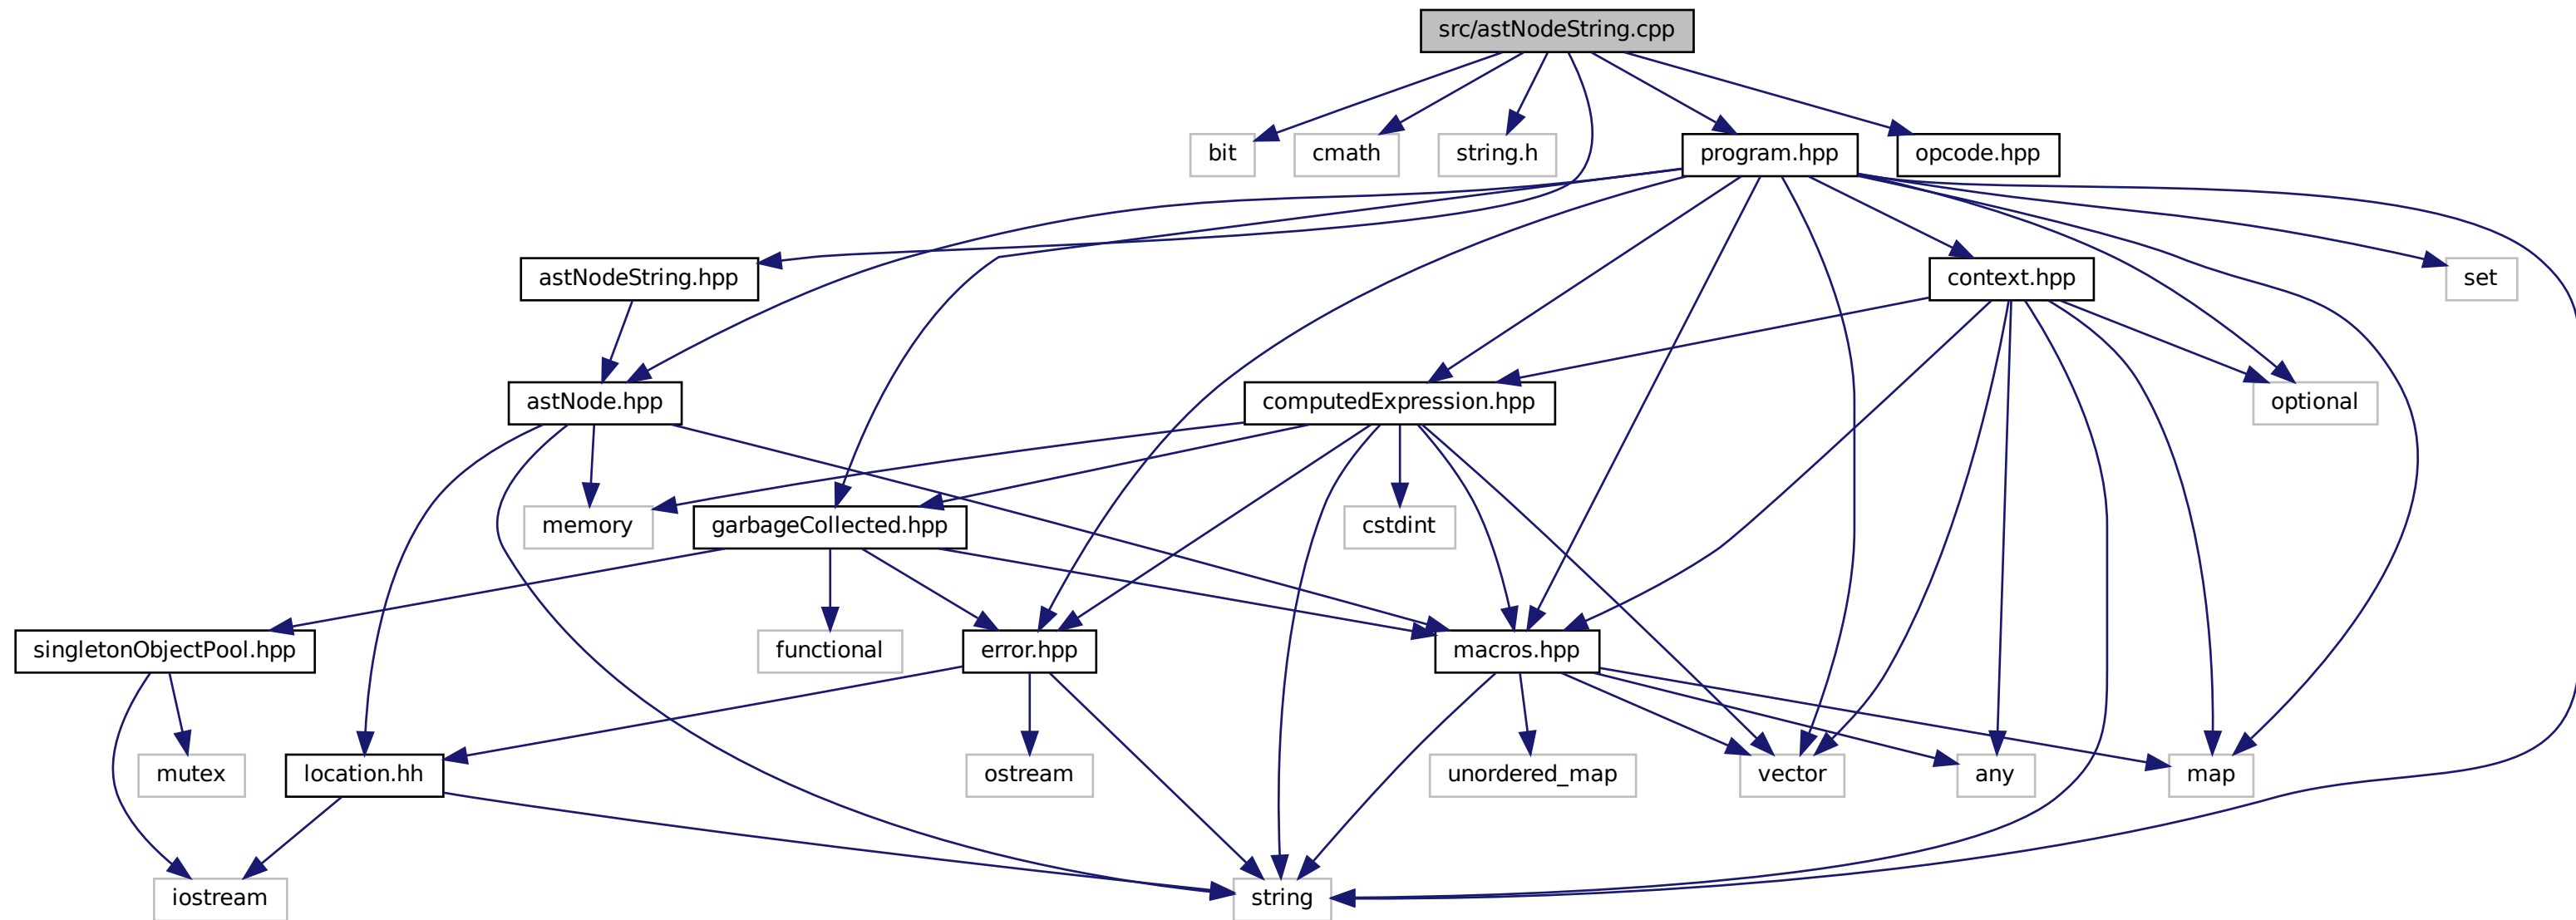 src/astNodeString.cpp
bit
cmath
string.h
program.hpp
opcode.hpp
astNodeString.hpp
context.hpp
set
astNode.hpp
computedExpression.hpp
optional
memory
garbageCollected.hpp
cstdint
singletonObjectPool.hpp
functional
error.hpp
macros.hpp
mutex
location.hh
ostream
unordered_map
vector
any
map
iostream
string